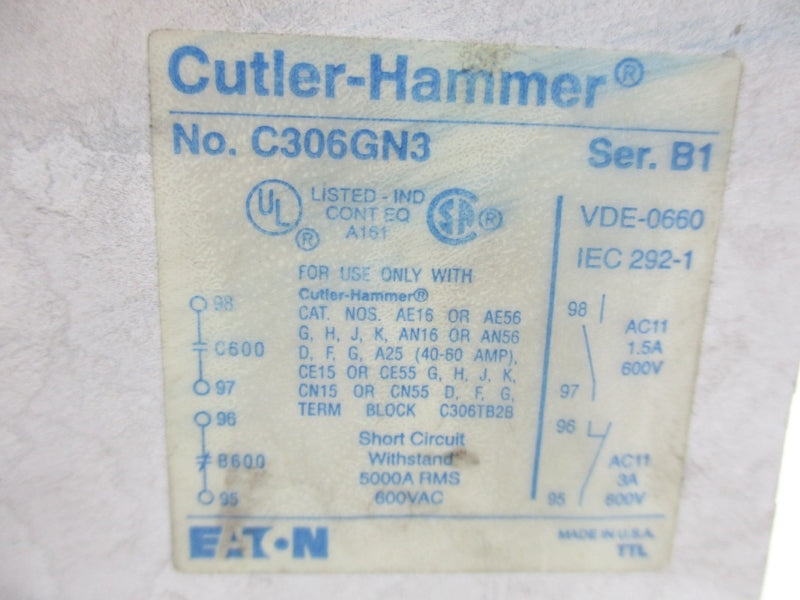 Cutler-Hammer®
No. C306GN3 Ser. B1
UL ® LISTED - IND
CONT EQ
A161
SA ®
VDE-0660
IEC 292-1
FOR USE ONLY WITH
Cutler-Hammer®
CAT. NOS. AE16 OR AE56
G, H, J, K, AN16 OR AN56
D, F, G, A25 (40-60 AMP),
CE15 OR CE55 G, H, J, K,
CN15 OR CN55 D, F, G,
TERM BLOCK C306TB2B
Short Circuit
Withstand
5000A RMS
600VAC
98
C600
97
96
B600
95
98
AC11
1.5A
600V
97
96
AC11
3A
600V
95
EAT•N
MADE IN U.S.A.
TTL